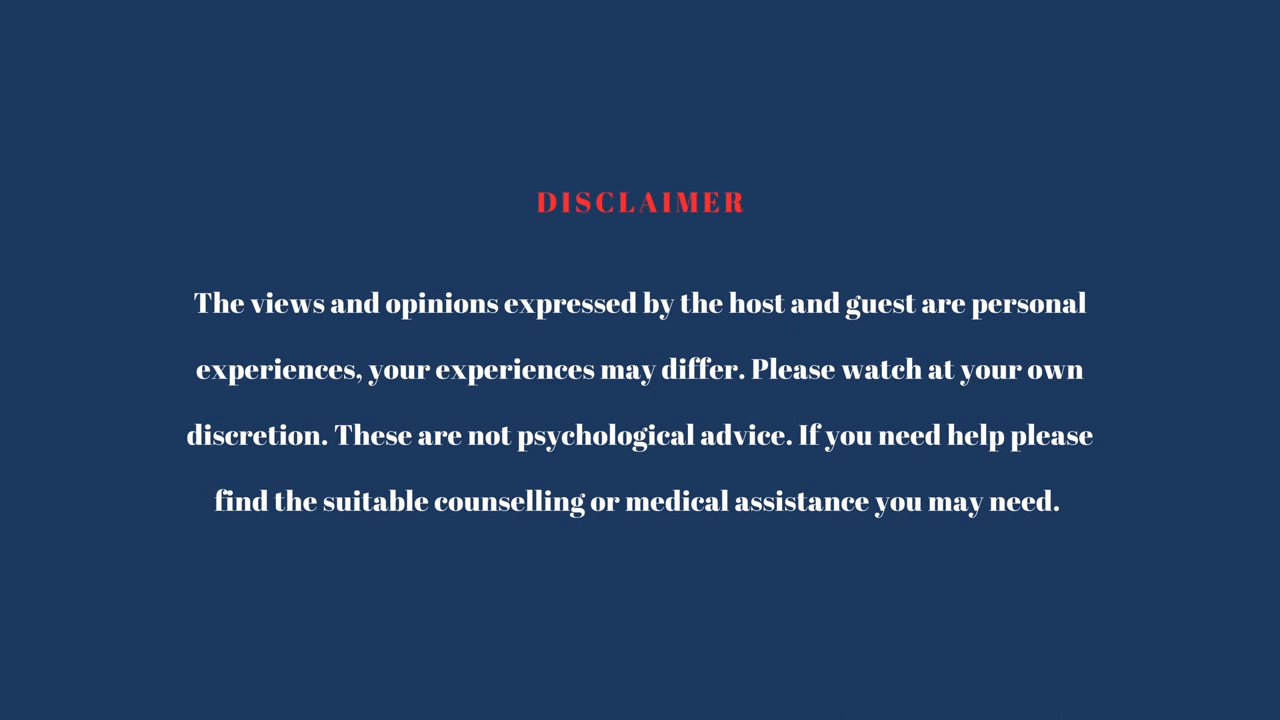 DISCLAIMER
The views and opinions expressed by the host and guest are personal
experiences, your experiences may differ. Please watch at your own
discretion. These are not psychological advice. If you need help please
find the suitable counselling or medical assistance you may need.